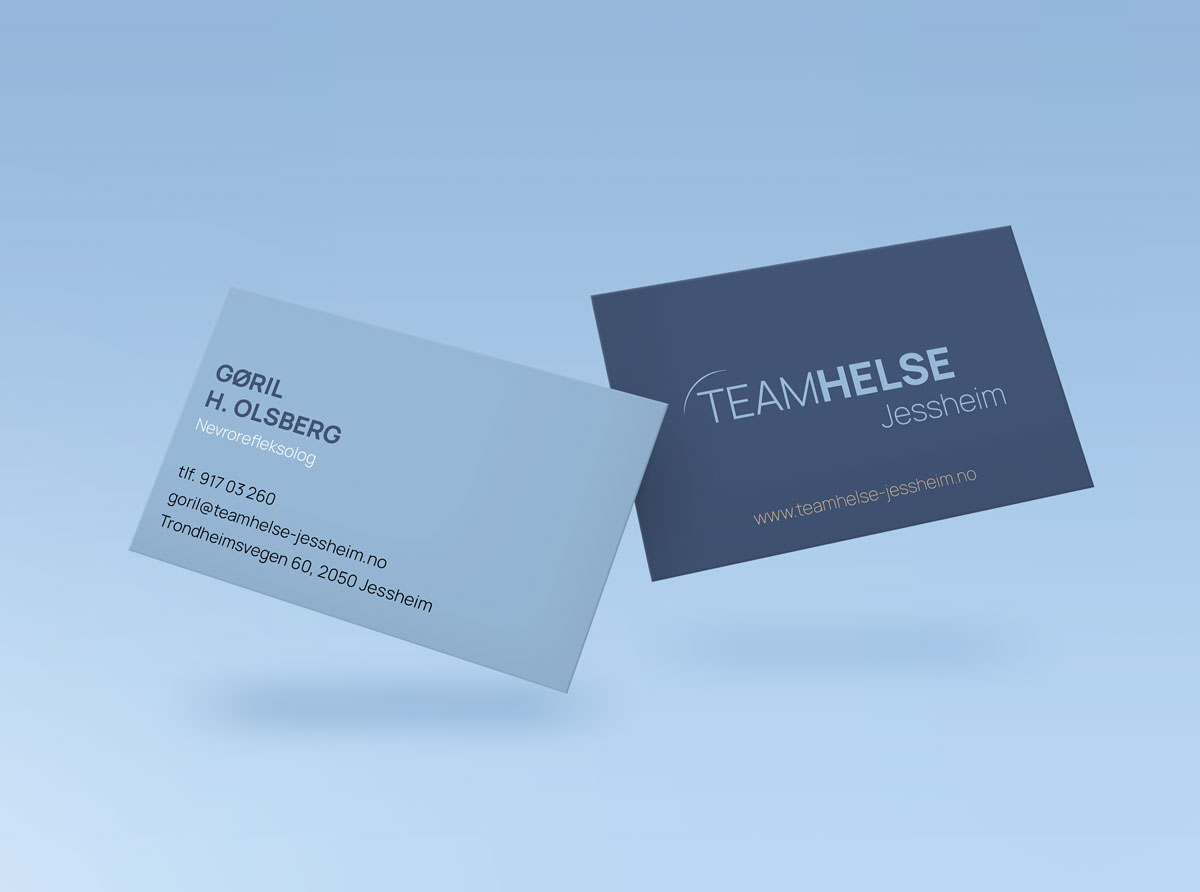 GØRIL
H. OLSBERG
Nevrorefleksolog
tlf. 917 03 260
goril@teamhelse-jessheim.no
Trondheimsvegen 60, 2050 Jessheim
TEAMHELSE
Jessheim
www.teamhelse-jessheim.no